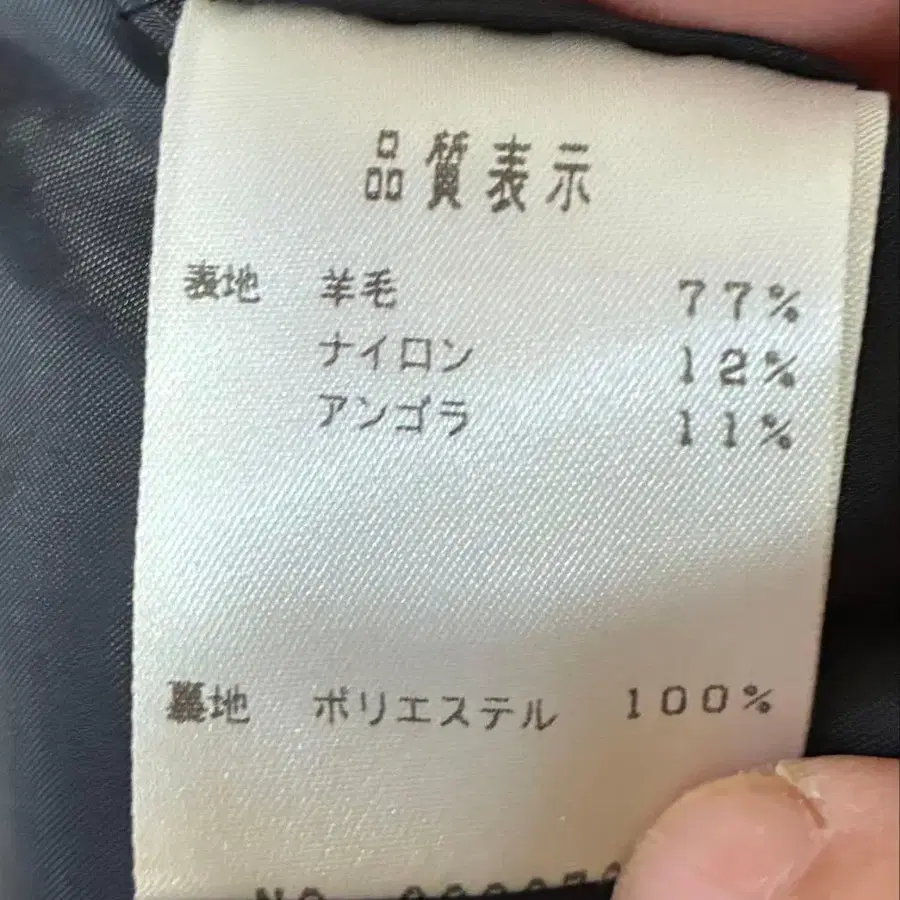 品質表示
表地 羊毛 77%
ナイロン 12%
アンゴラ 11%
裏地 ポリエステル 100%